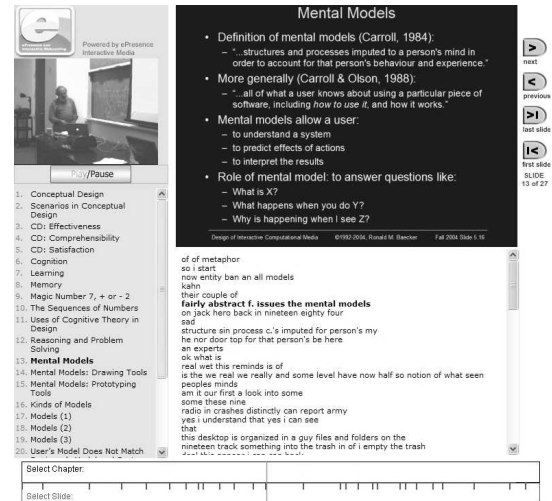 Powered by ePresence
Interactive Media
Play/Pause
1. Conceptual Design
2. Scenarios in Conceptual
Design
3. CD: Effectiveness
4. CD: Comprehensibility
5. CD: Satisfaction
6. Cognition
7. Learning
8. Memory
9. Magic Number 7, + or - 2
10. The Sequences of Numbers
11. Uses of Cognitive Theory in
Design
12. Reasoning and Problem
Solving
13. Mental Models
14. Mental Models: Drawing Tools
15. Mental Models: Prototyping
Tools
16. Kinds of Models
17. Models (1)
18. Models (2)
19. Models (3)
20. User's Model Does Not Match
Mental Models
• Definition of mental models (Carroll, 1984):
– "...structures and processes imputed to a person's mind in
order to account for that person's behaviour and experience."
• More generally (Carroll & Olson, 1988):
– "...all of what a user knows about using a particular piece of
software, including how to use it, and how it works."
• Mental models allow a user:
– to understand a system
– to predict effects of actions
– to interpret the results
• Role of mental model: to answer questions like:
– What is X?
– What happens when you do Y?
– Why is happening when I see Z?
Design of Interactive Computational Media ©1992-2004, Ronald M. Baecker Fall 2004 Slide 5.16
next
previous
last slide
first slide
SLIDE
13 of 27
of of metaphor
so i start
now entity ban an all models
kahn
their couple of
fairly abstract f. issues the mental models
on jack hero back in nineteen eighty four
sad
structure sin process c.'s imputed for person's my
he nor door top for that person's be here
an experts
ok what is
real wet this reminds is of
is the we real we really and some level have now half so notion of what seen
peoples minds
am it our first a look into some
some these nine
radio in crashes distinctly can report army
yes i understand that yes i can see
that
this desktop is organized in a guy files and folders on the
nineteen track something into the trash in of i empty the trash
Select Chapter:
Select Slide: